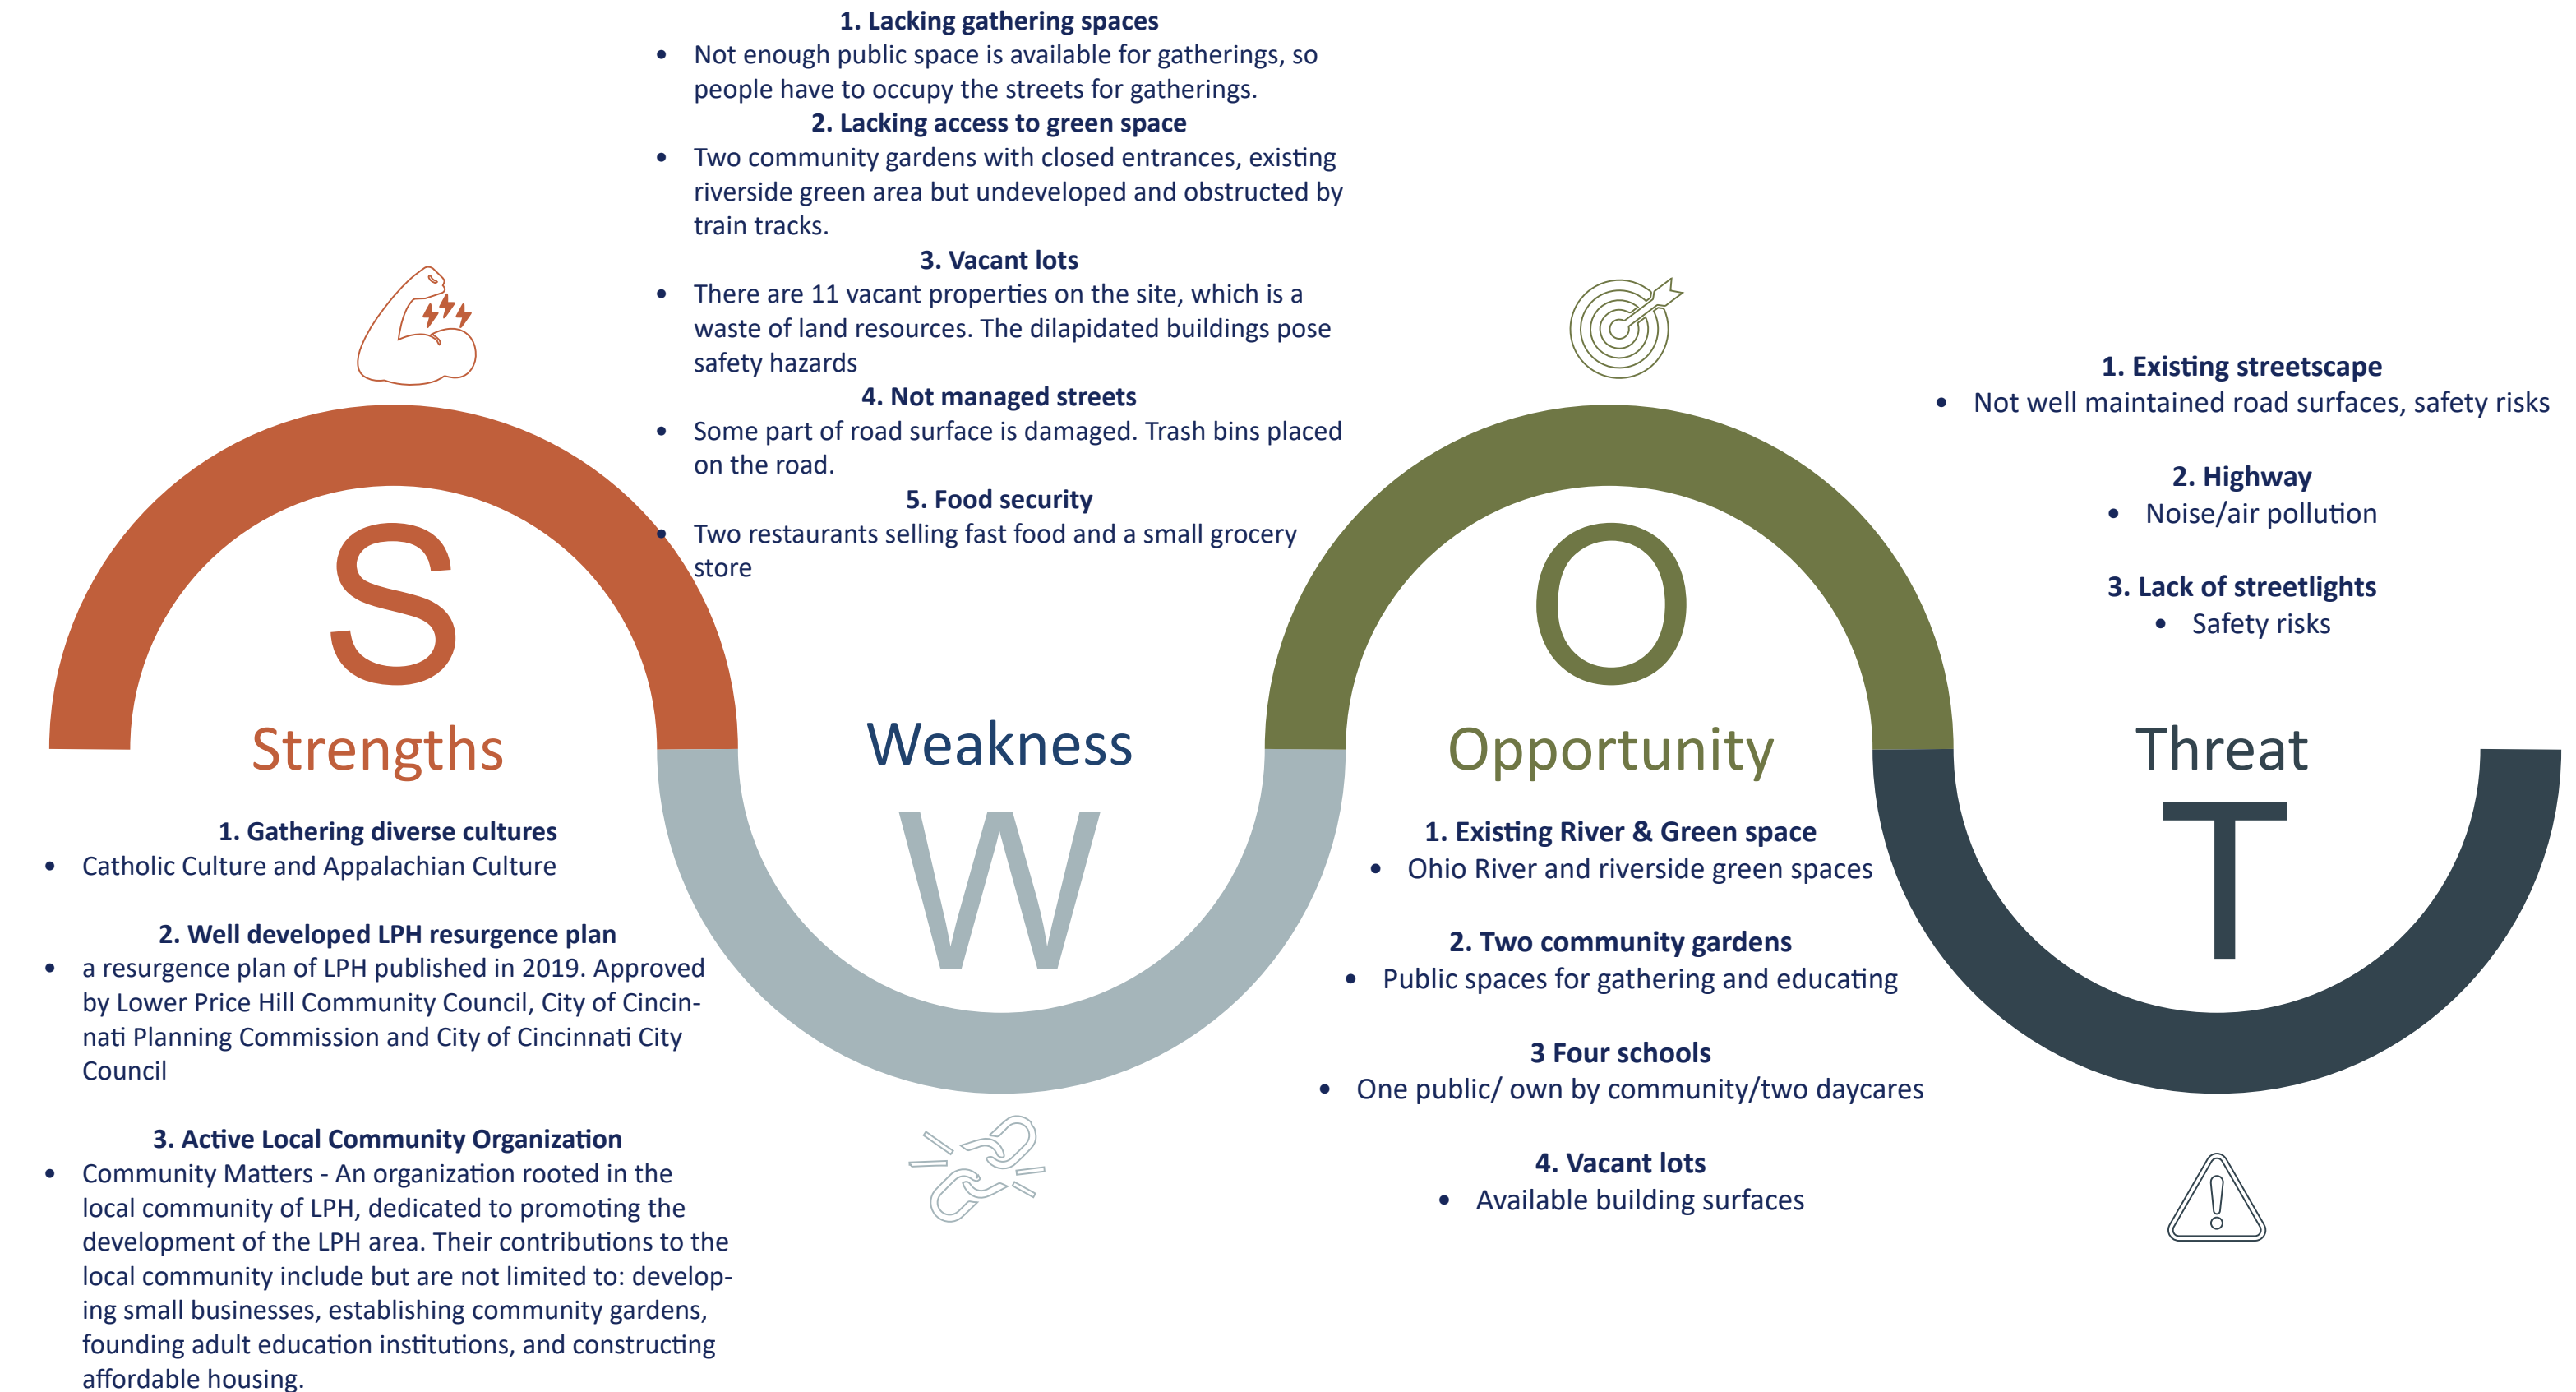 S
Strengths
1. Gathering diverse cultures
• Catholic Culture and Appalachian Culture
2. Well developed LPH resurgence plan
• a resurgence plan of LPH published in 2019. Approved
by Lower Price Hill Community Council, City of Cincin-
nati Planning Commission and City of Cincinnati City
Council
3. Active Local Community Organization
• Community Matters - An organization rooted in the
local community of LPH, dedicated to promoting the
development of the LPH area. Their contributions to the
local community include but are not limited to: develop-
ing small businesses, establishing community gardens,
founding adult education institutions, and constructing
affordable housing.
1. Lacking gathering spaces
• Not enough public space is available for gatherings, so
people have to occupy the streets for gatherings.
2. Lacking access to green space
• Two community gardens with closed entrances, existing
riverside green area but undeveloped and obstructed by
train tracks.
3. Vacant lots
• There are 11 vacant properties on the site, which is a
waste of land resources. The dilapidated buildings pose
safety hazards
4. Not managed streets
• Some part of road surface is damaged. Trash bins placed
on the road.
5. Food security
• Two restaurants selling fast food and a small grocery
store
Weakness
W
O
Opportunity
1. Existing River & Green space
• Ohio River and riverside green spaces
2. Two community gardens
• Public spaces for gathering and educating
3 Four schools
• One public/ own by community/two daycares
4. Vacant lots
• Available building surfaces
1. Existing streetscape
• Not well maintained road surfaces, safety risks
2. Highway
• Noise/air pollution
3. Lack of streetlights
• Safety risks
Threat
T